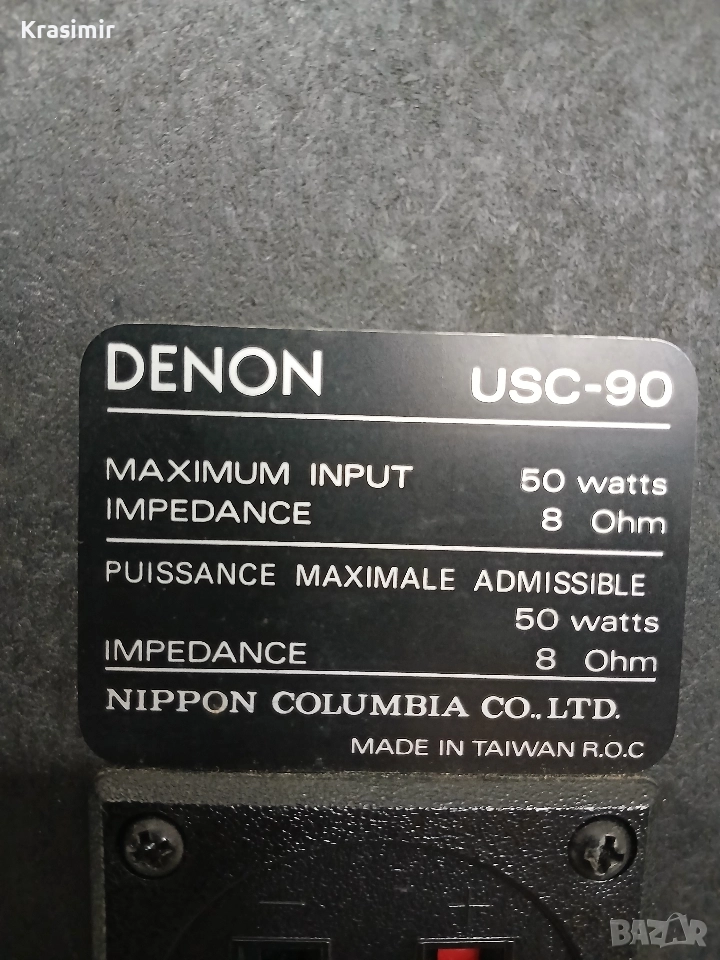 Krasimir
DENON USC-90
MAXIMUM INPUT 50 watts
IMPEDANCE 8 Ohm
PUISSANCE MAXIMALE ADMISSIBLE
50 watts
IMPEDANCE 8 Ohm
NIPPON COLUMBIA CO.,LTD.
MADE IN TAIWAN R.O.C
− +
BAZAR